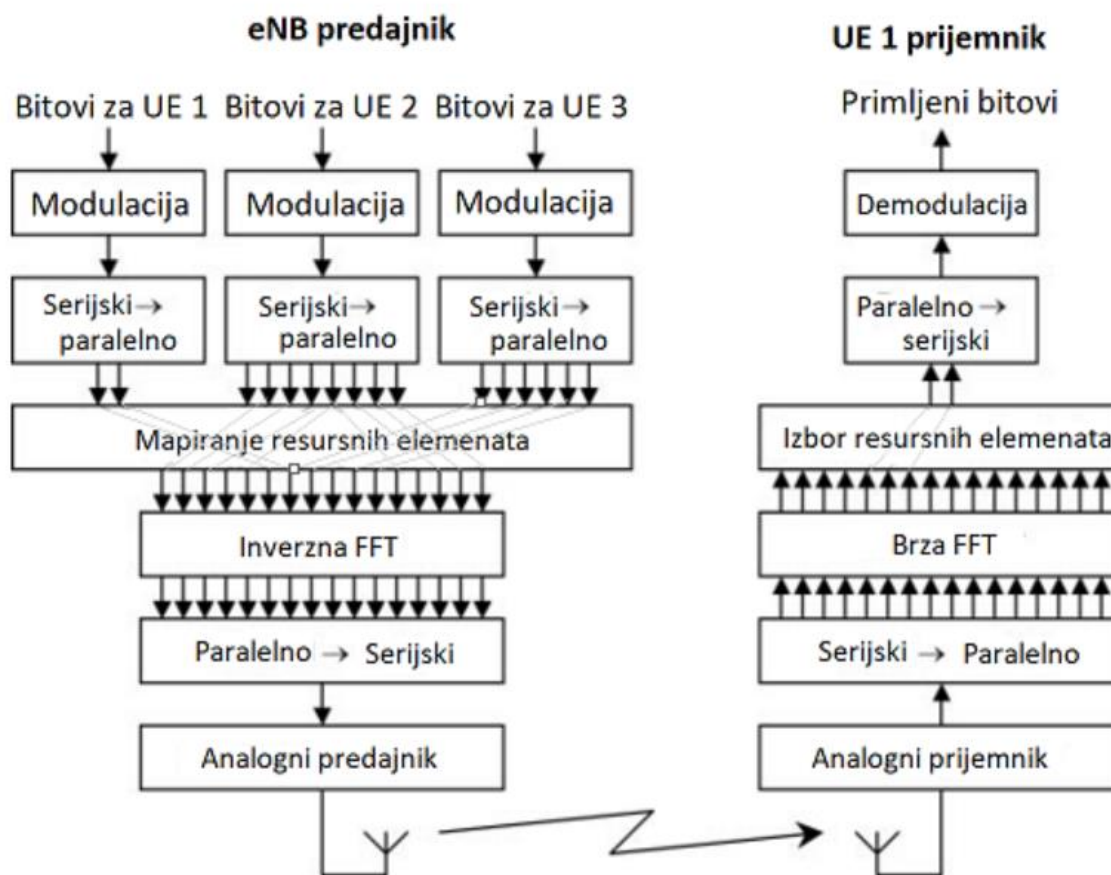 eNB predajnik
Bitovi za UE 1
Bitovi za UE 2
Bitovi za UE 3
Modulacija
Modulacija
Modulacija
Serijski→
paralelno
Serijski→
paralelno
Serijski→
paralelno
Mapiranje resursnih elemenata
Inverzna FFT
Paralelno → Serijski
Analogni predajnik
UE 1 prijemnik
Primljeni bitovi
Demodulacija
Paralelno →
serijski
Izbor resursnih elemenata
Brza FFT
Serijski → Paralelno
Analogni prijemnik